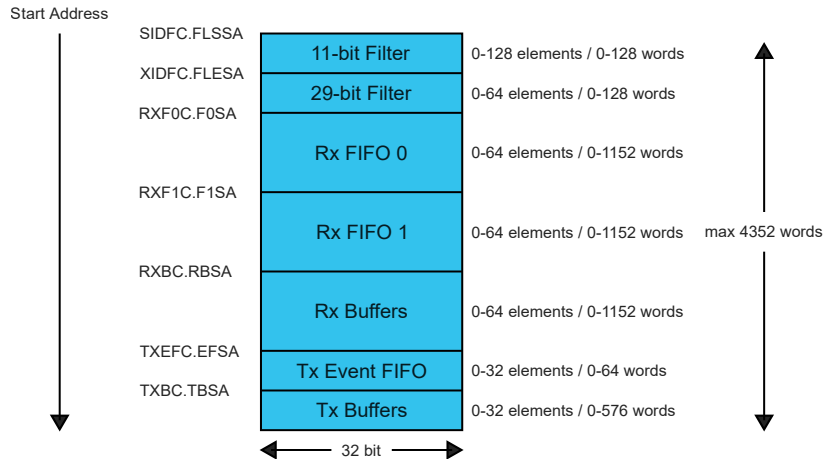 Start Address
SIDFC.FLSSA
11-bit Filter
0-128 elements / 0-128 words
XIDFC.FLESA
29-bit Filter
0-64 elements / 0-128 words
RXF0C.F0SA
Rx FIFO 0
0-64 elements / 0-1152 words
RXF1C.F1SA
Rx FIFO 1
0-64 elements / 0-1152 words
max 4352 words
RXBC.RBSA
Rx Buffers
0-64 elements / 0-1152 words
TXEFC.EFSA
Tx Event FIFO
0-32 elements / 0-64 words
TXBC.TBSA
Tx Buffers
0-32 elements / 0-576 words
32 bit